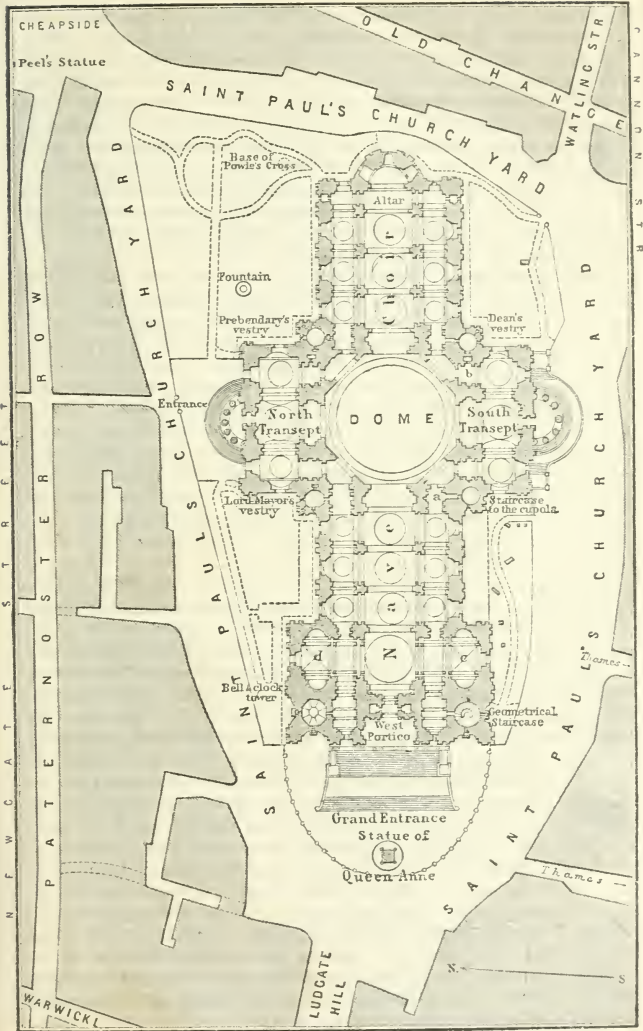 CHEAPSIDE
Peel's Statue
OLD CHANGE
WATLING STR
CANNON STR
SAINT PAUL'S CHURCH YARD
Base of
Powle's Cross
Altar
Choir
Fountain
Prebendary's
vestry
Dean's
vestry
b
Entrance
North
Transept
DOME
South
Transept
Lord Mayor's
vestry
a
Staircase
to the cupola
Nave
d
c
Bell & clock
tower
West
Portico
Geometrical
Staircase
Grand Entrance
Statue of
Queen Anne
SAINT PAULS CHURCH YARD
SAINT PAUL'S CHURCH YARD
Thames
Thames
NEWGATE STREET
PATERNOSTER ROW
WARWICK L
LUDGATE
HILL
N.
S